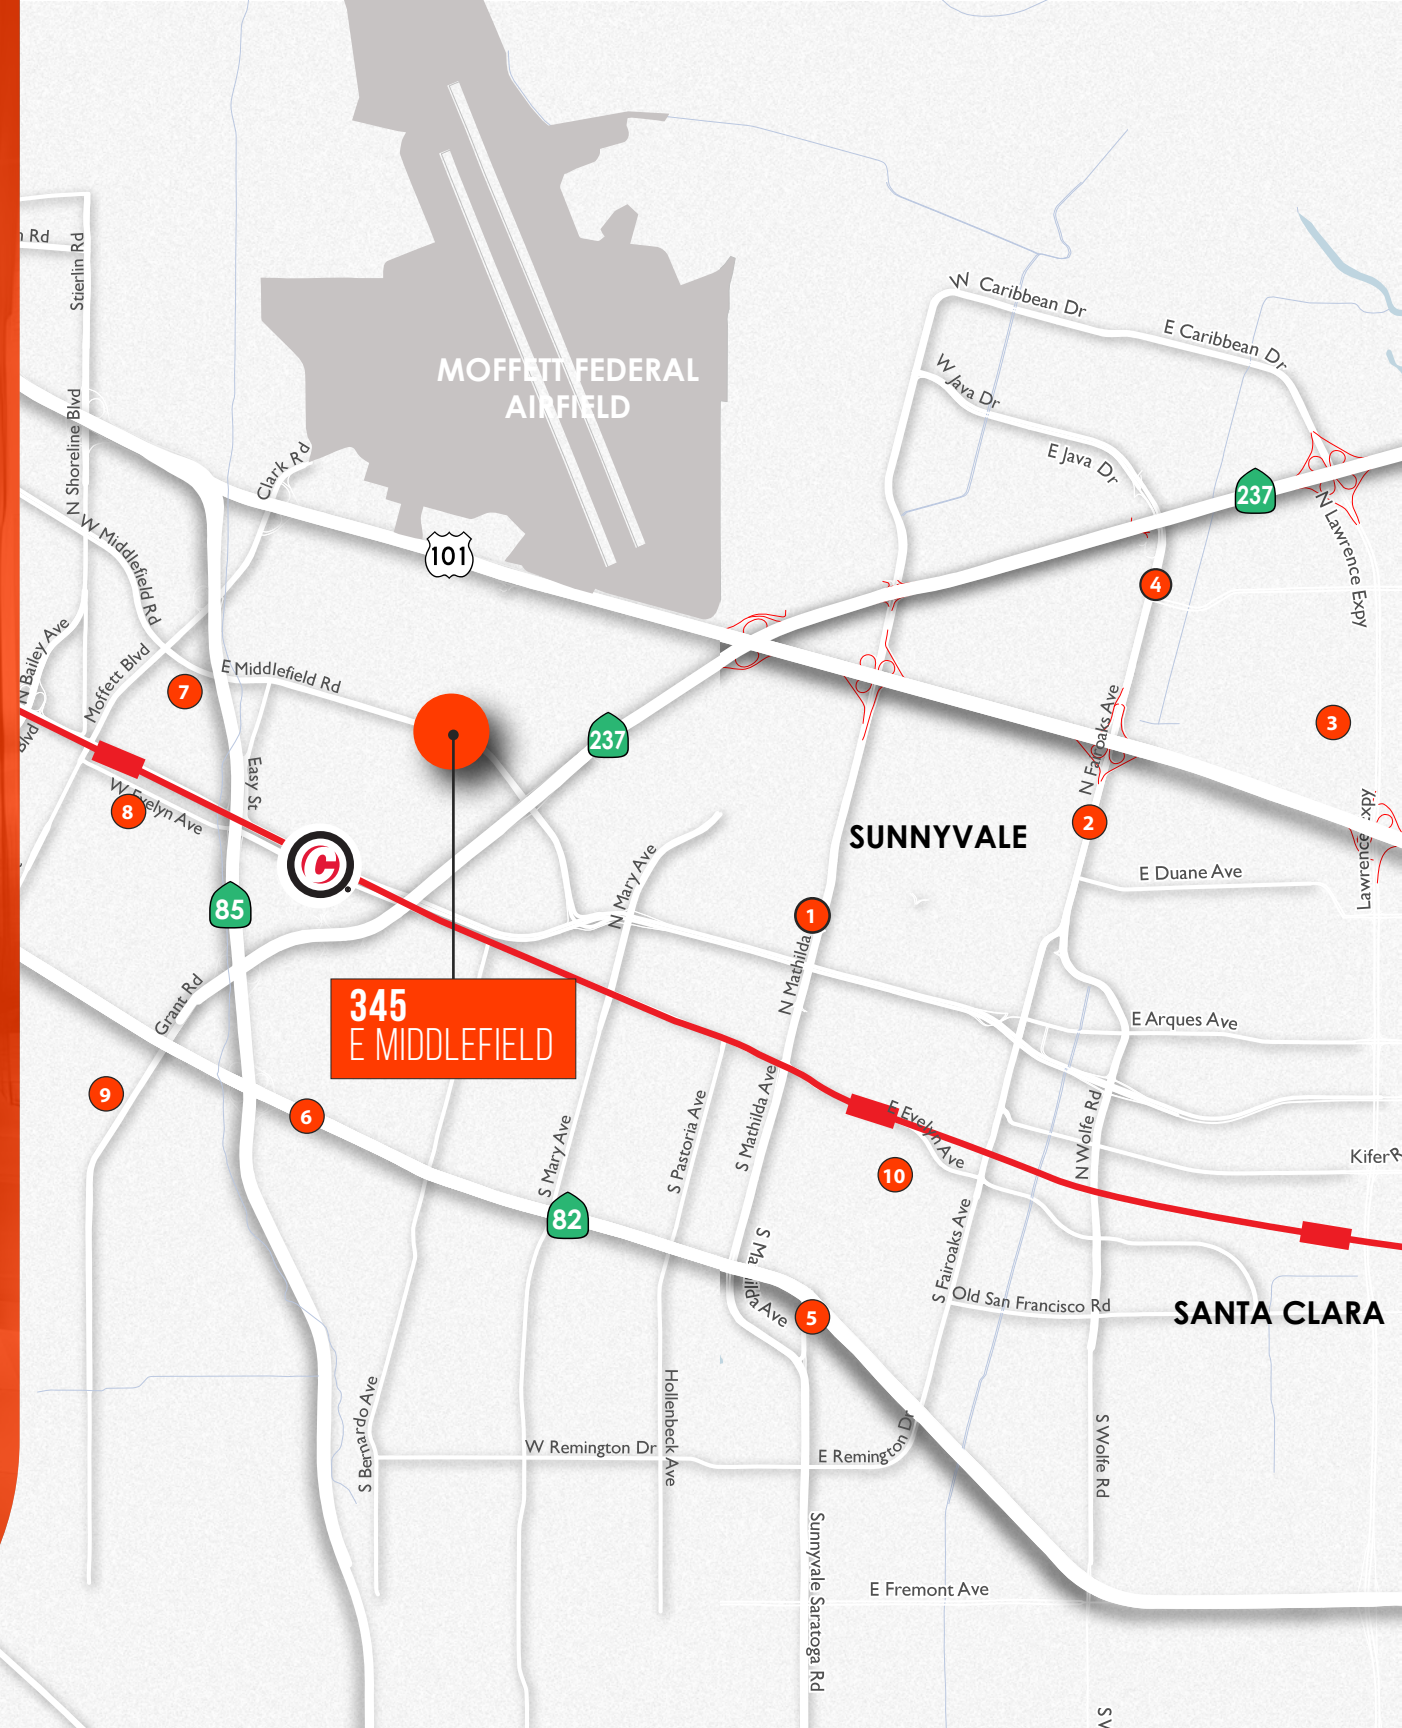 MOFFETT FEDERAL
AIRFIELD
Stierlin Rd
W Caribbean Dr
E Caribbean Dr
W Java Dr
E Java Dr
N Shoreline Blvd
Clark Rd
237
N Lawrence Expy
101
W Middlefield Rd
4
N Bailey Ave
Moffett Blvd
E Middlefield Rd
7
237
N Fairoaks Ave
3
Blvd
Easy St
W Evelyn Ave
8
SUNNYVALE
2
Lawrence Expy
C
E Duane Ave
N Mary Ave
85
1
N Mathilda
Grant Rd
345
E MIDDLEFIELD
E Arques Ave
9
6
S Mary Ave
S Pastoria Ave
S Mathilda Ave
E Evelyn Ave
N Wolfe Rd
Kifer R
10
82
S Fairoaks Ave
S Mathilda Ave
Old San Francisco Rd
SANTA CLARA
5
S Bernardo Ave
Hollenbeck Ave
W Remington Dr
E Remington Dr
S Wolfe Rd
Sunnyvale Saratoga Rd
E Fremont Ave